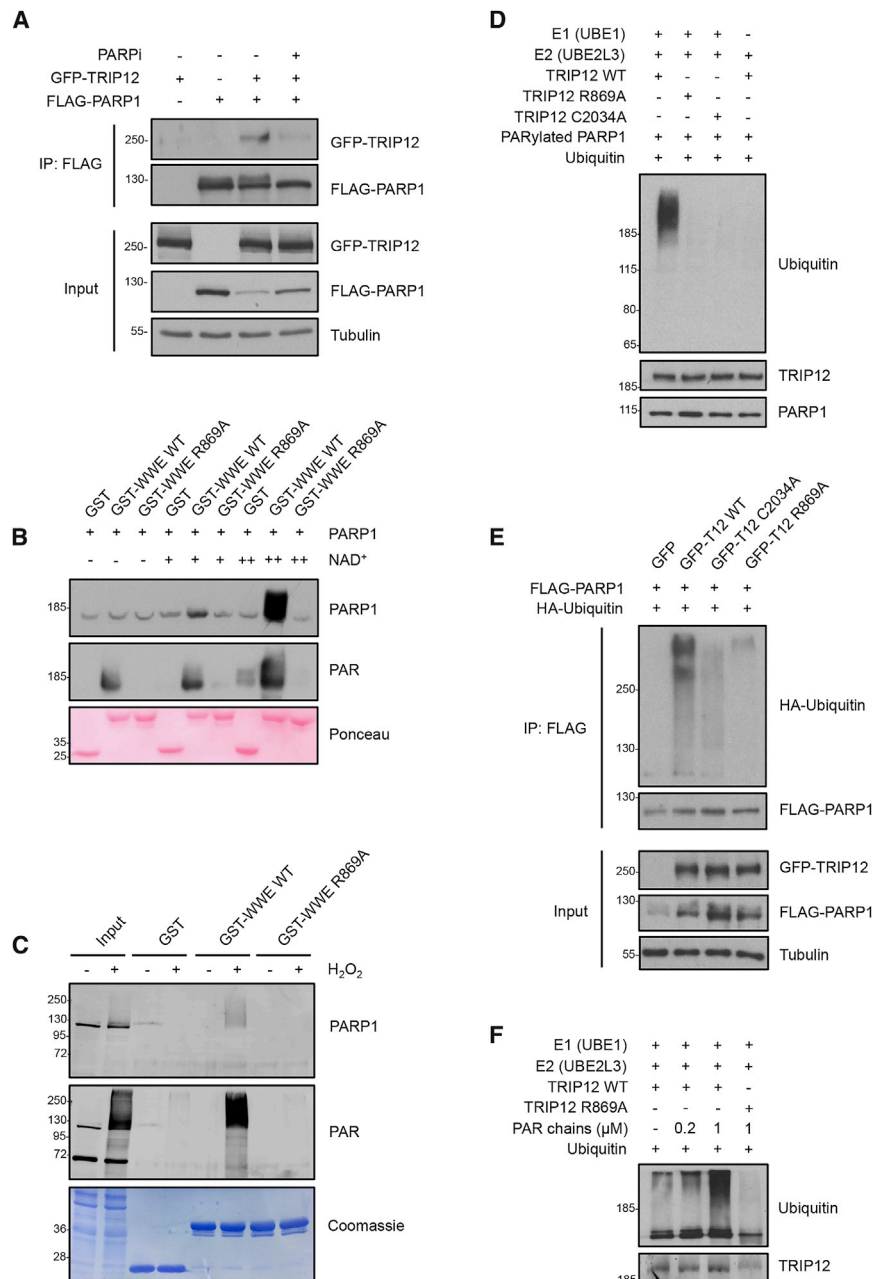 A
PARPi - - - +
GFP-TRIP12 + - + +
FLAG-PARP1 - + + +
IP: FLAG
250- GFP-TRIP12
130- FLAG-PARP1
Input
250- GFP-TRIP12
130- FLAG-PARP1
55- Tubulin
B
GST GST-WWE WT GST-WWE R869A GST GST-WWE WT GST-WWE R869A GST GST-WWE WT GST-WWE R869A
+ + + + + + + + + PARP1
- - - + + + ++ ++ ++ NAD+
185- PARP1
185- PAR
35-
25-
Ponceau
C
Input GST GST-WWE WT GST-WWE R869A
- + - + - + - + H2O2
250-
130-
95-
72-
PARP1
250-
130-
95-
72-
PAR
36-
28-
Coomassie
D
E1 (UBE1) + + + -
E2 (UBE2L3) + + + +
TRIP12 WT + - - +
TRIP12 R869A - + - -
TRIP12 C2034A - - + -
PARylated PARP1 + + + +
Ubiquitin + + + +
185-
115-
80-
65-
Ubiquitin
185- TRIP12
115- PARP1
E
GFP GFP-T12 WT GFP-T12 C2034A GFP-T12 R869A
FLAG-PARP1 + + + +
HA-Ubiquitin + + + +
IP: FLAG
250-
130-
HA-Ubiquitin
130- FLAG-PARP1
Input
250- GFP-TRIP12
130- FLAG-PARP1
55- Tubulin
F
E1 (UBE1) + + + +
E2 (UBE2L3) + + + +
TRIP12 WT + + + -
TRIP12 R869A - - - +
PAR chains (µM) - 0.2 1 1
Ubiquitin + + + +
185- Ubiquitin
185- TRIP12